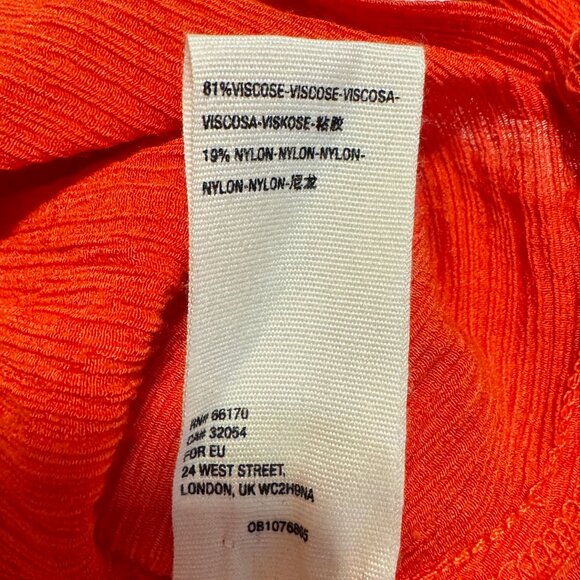 81%VISCOSE-VISCOSE-VISCOSA-
VISCOSA-VISKOSE-粘胶
19% NYLON-NYLON-NYLON-
NYLON-NYLON-尼龙
RN# 66170
CA# 32054
FOR EU
24 WEST STREET,
LONDON, UK WC2H9NA